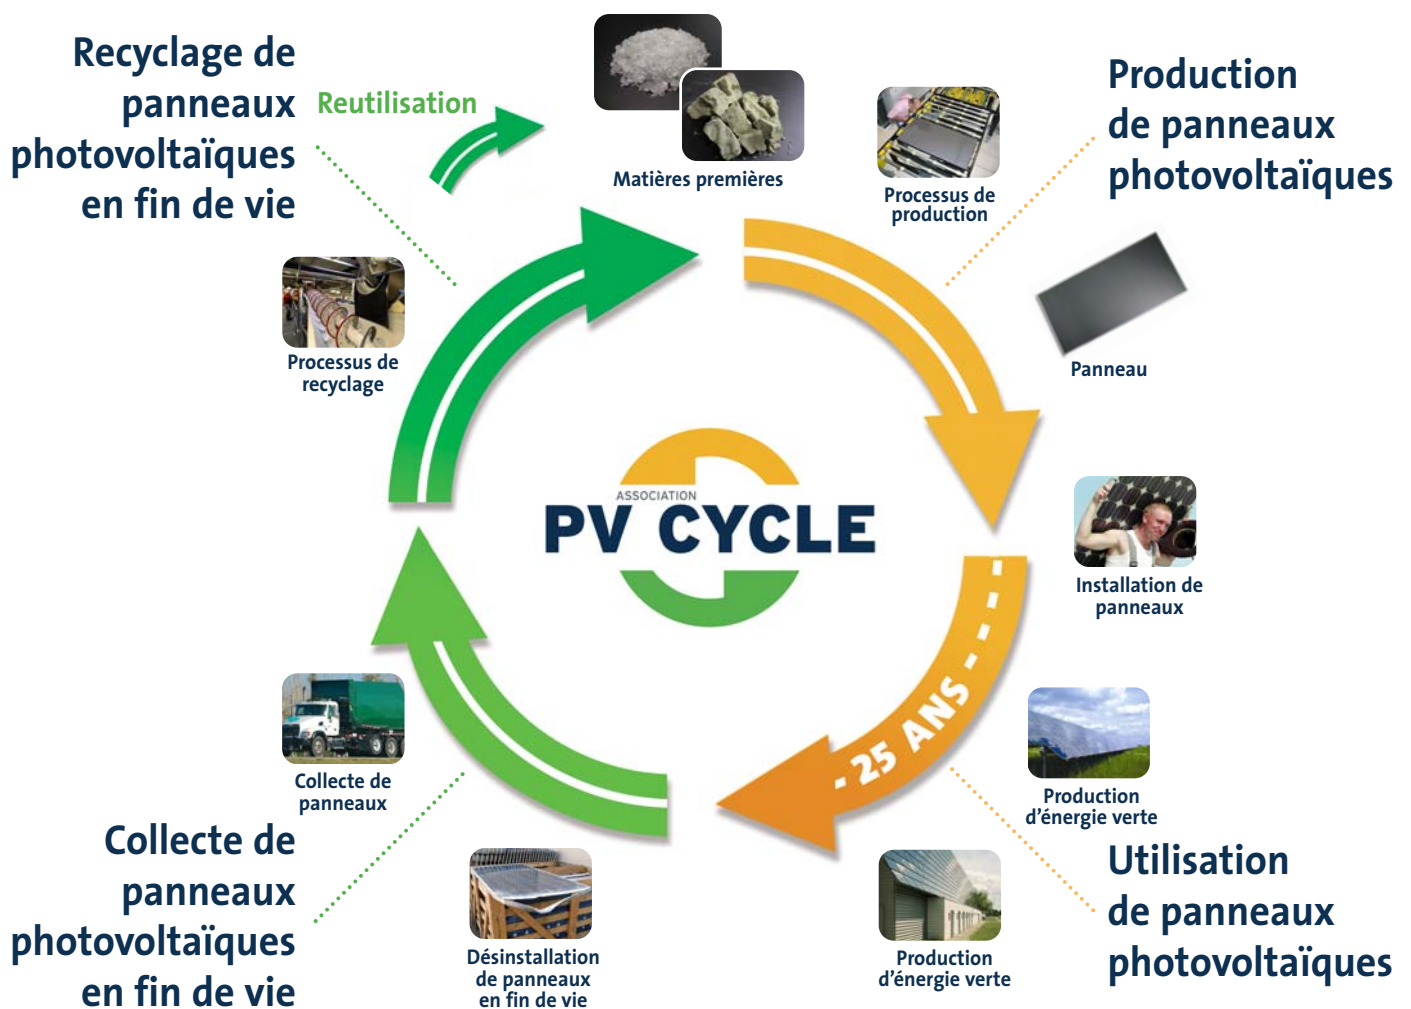 Recyclage de
panneaux
photovoltaïques
en fin de vie
Reutilisation
Matières premières
Processus de
production
Production
de panneaux
photovoltaïques
Panneau
Processus de
recyclage
ASSOCIATION
PV CYCLE
Installation de
panneaux
- 25 ANS -
Production
d'énergie verte
Collecte de
panneaux
Collecte de
panneaux
photovoltaïques
en fin de vie
Désinstallation
de panneaux
en fin de vie
Production
d'énergie verte
Utilisation
de panneaux
photovoltaïques